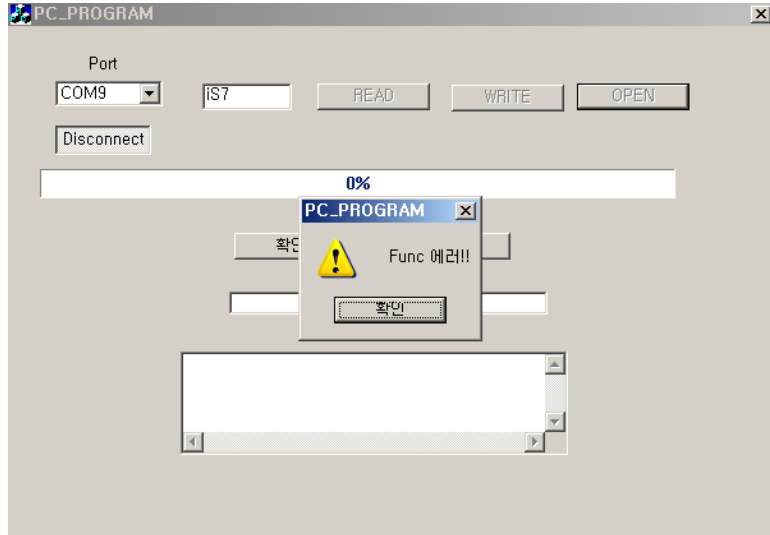 PC_PROGRAM
Port
COM9
iS7
READ
WRITE
OPEN
Disconnect
0%
PC_PROGRAM
Func 에러!!
확인